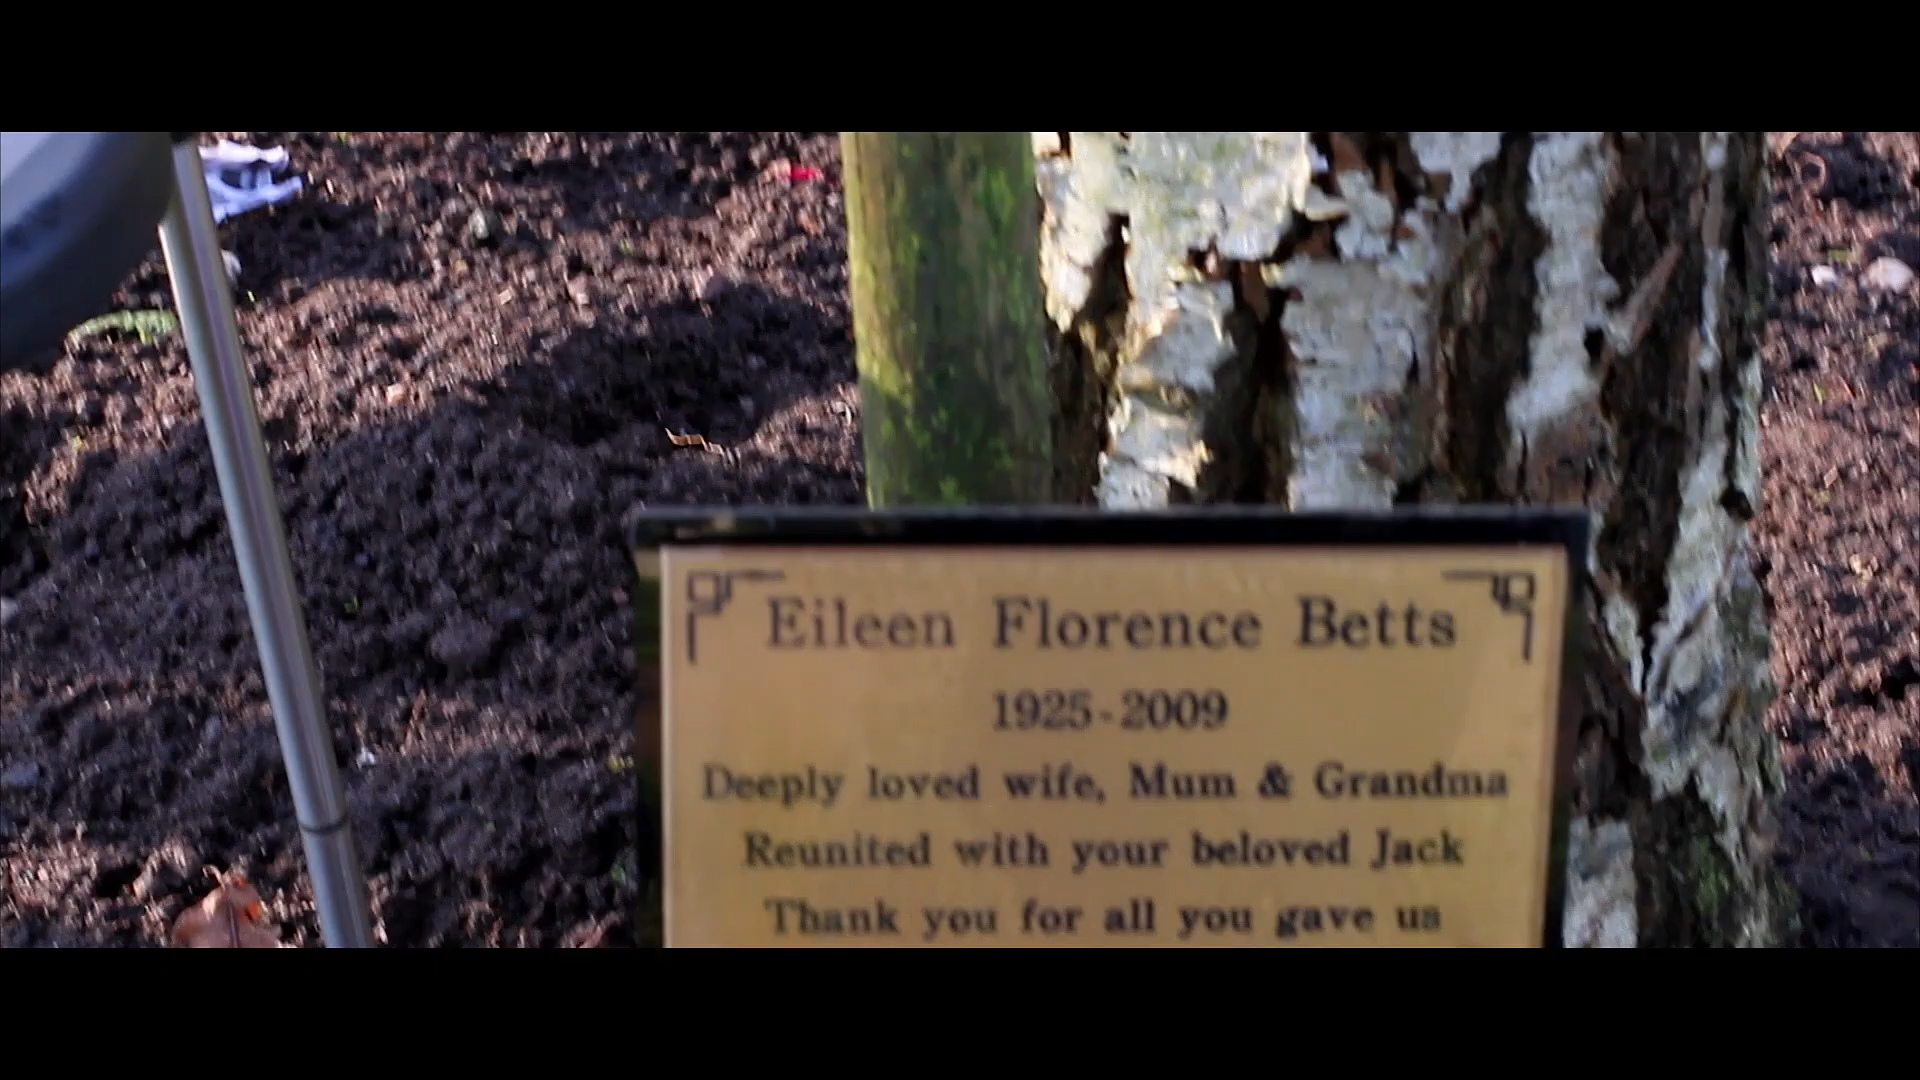 Eileen Florence Betts
1925-2009
Deeply loved wife, Mum & Grandma
Reunited with your beloved Jack
Thank you for all you gave us